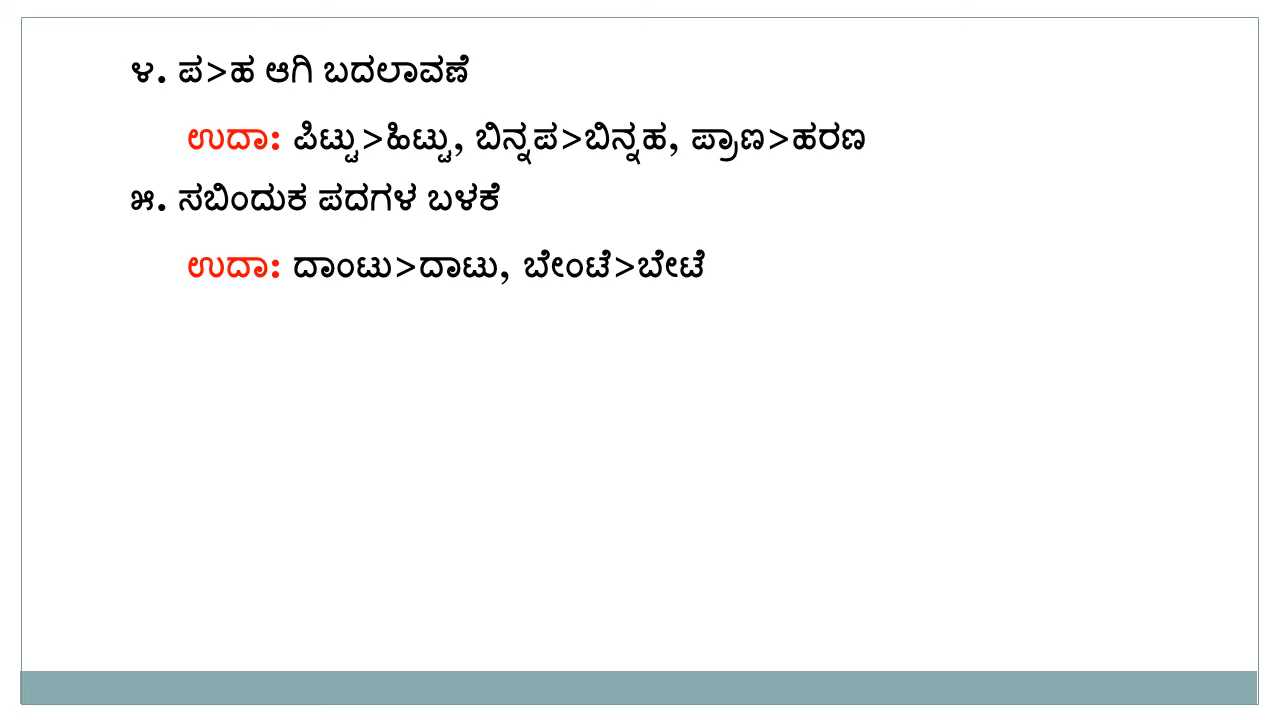 ೪. ಪ>ಹ ಆಗಿ ಬದಲಾವಣೆ
ಉದಾ: ಪಿಟ್ಟು>ಹಿಟ್ಟು, ಬಿನ್ನಪ>ಬಿನ್ನಹ, ಪ್ರಾಣ>ಹರಣ
೫. ಸಬಿಂದುಕ ಪದಗಳ ಬಳಕೆ
ಉದಾ: ದಾಂಟು>ದಾಟು, ಬೇಂಟೆ>ಬೇಟೆ